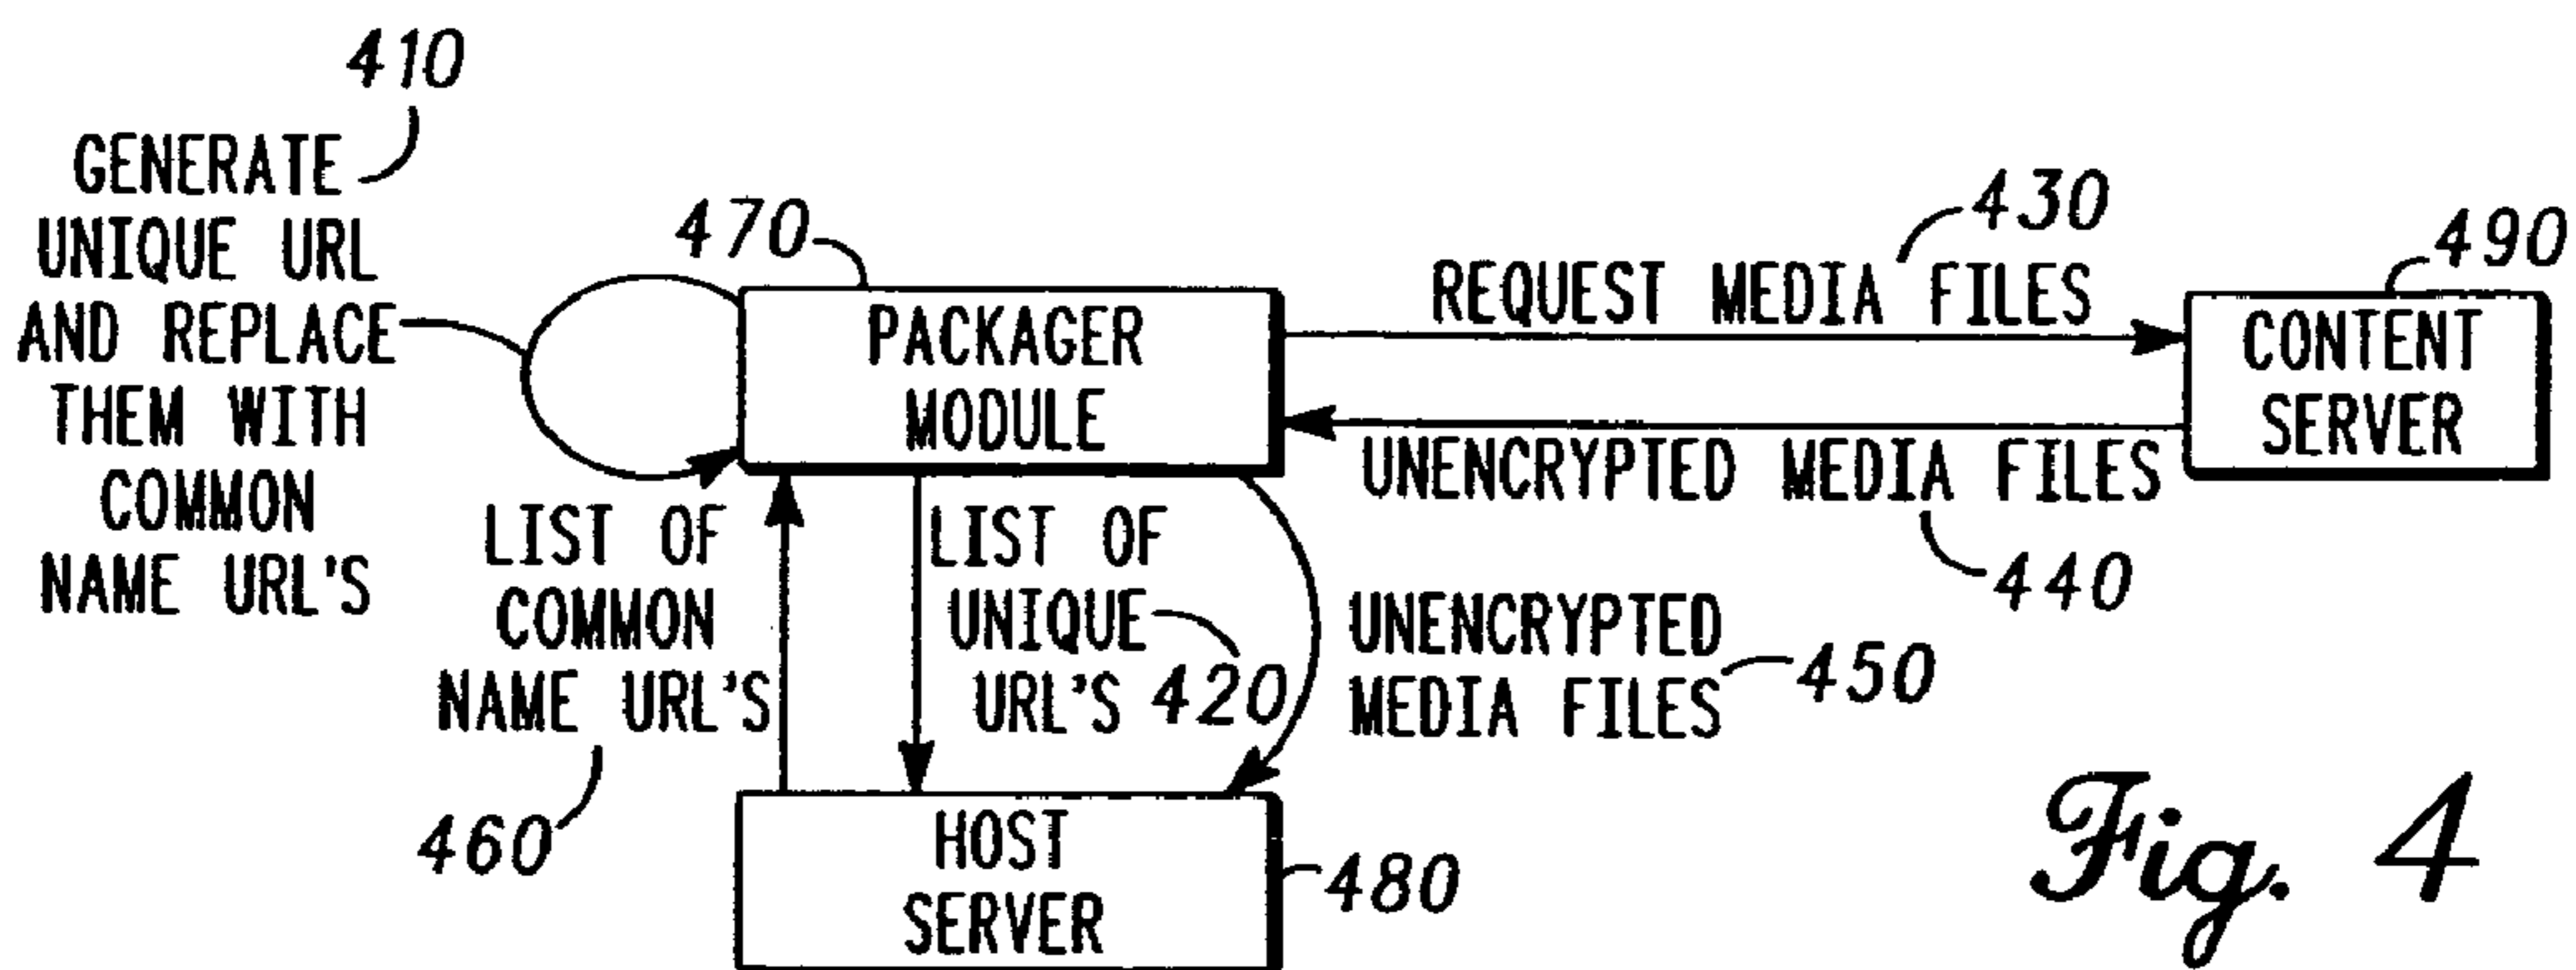 410
GENERATE
UNIQUE URL
AND REPLACE
THEM WITH
COMMON
NAME URL'S
470
PACKAGER
MODULE
430
REQUEST MEDIA FILES
490
CONTENT
SERVER
UNENCRYPTED MEDIA FILES
440
LIST OF
COMMON
NAME URL'S
460
LIST OF
UNIQUE
URL'S
420
UNENCRYPTED
MEDIA FILES
450
HOST
SERVER
480
Fig. 4